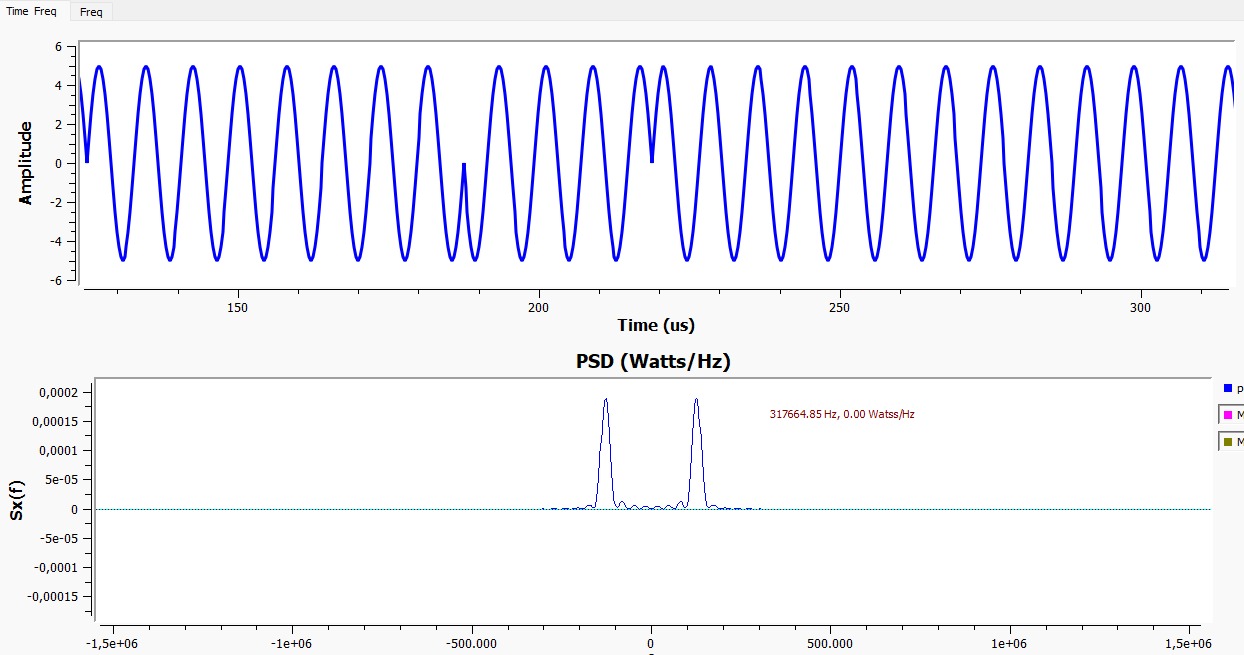 Time Freq Freq
6
4
2
0
-2
-4
-6
Amplitude
150 200 250 300
Time (us)
PSD (Watts/Hz)
0,0002
0,00015
0,0001
5e-05
0
-5e-05
-0,0001
-0,00015
Sx(f)
317664.85 Hz, 0.00 Watss/Hz
p
M
M
-1,5e+06 -1e+06 -500.000 0 500.000 1e+06 1,5e+06